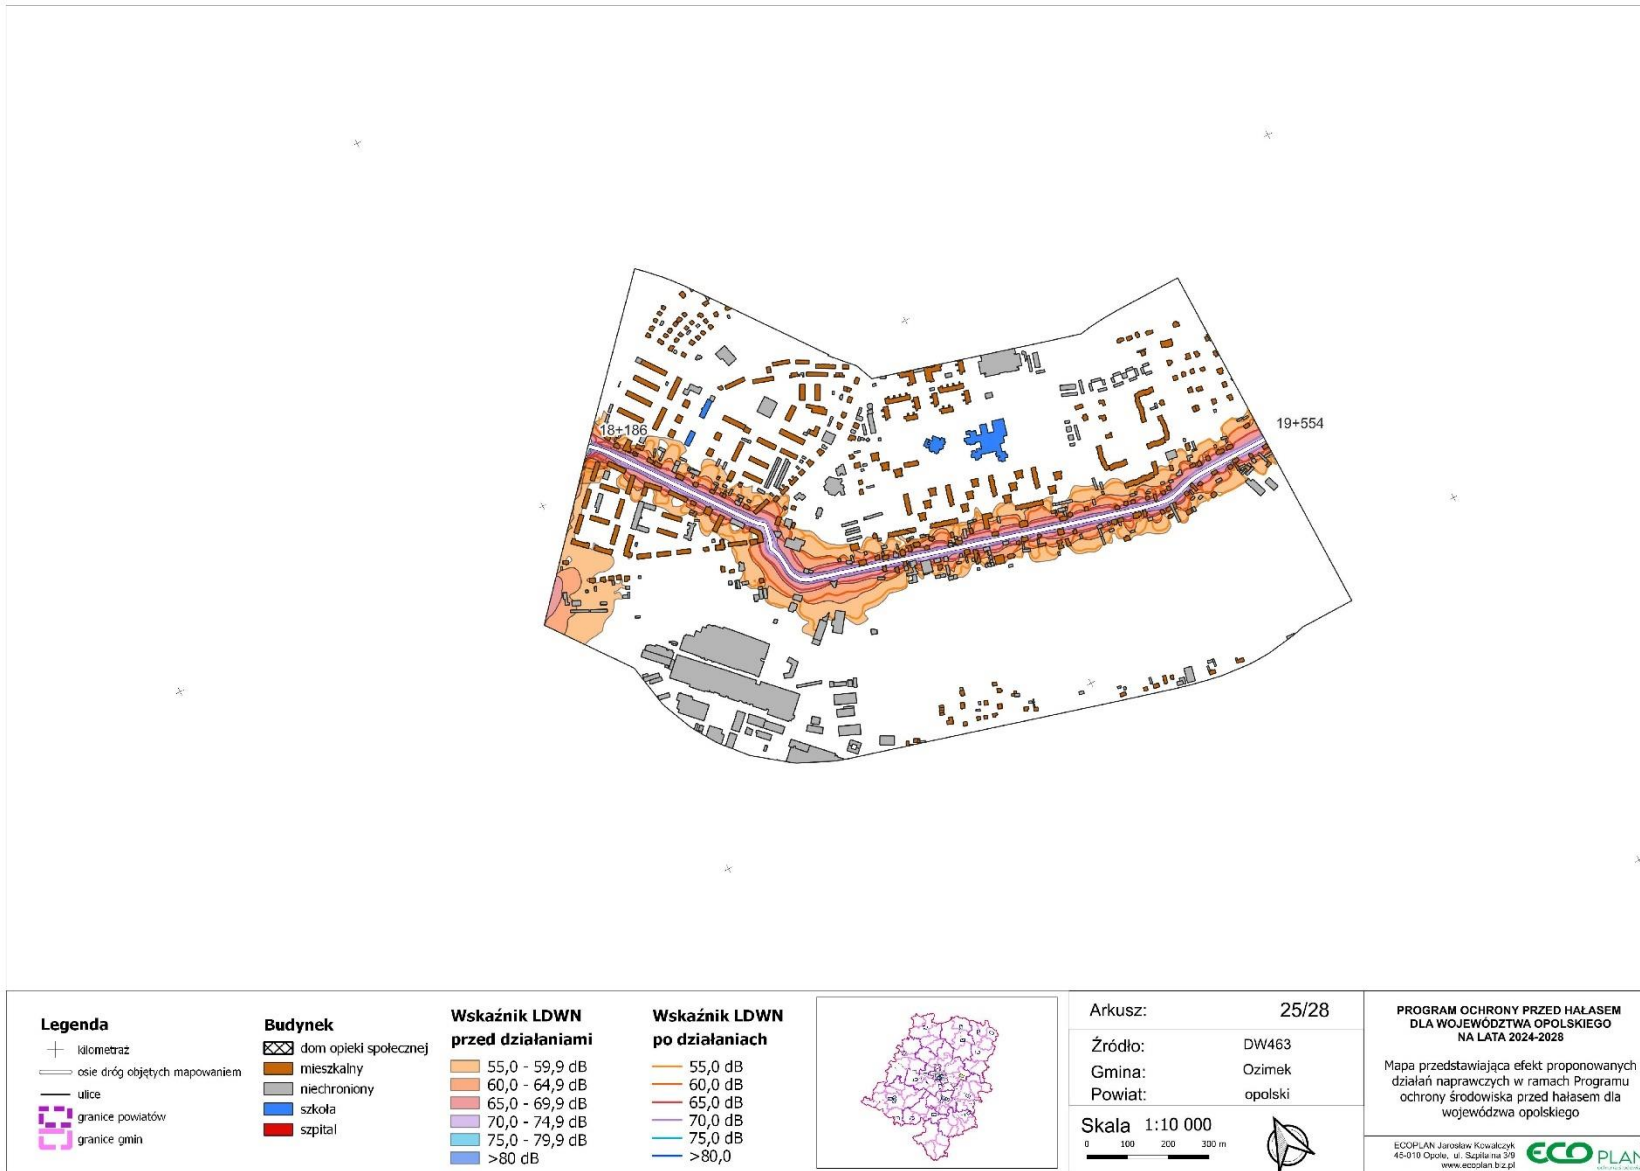 18+186
19+554
Legenda
kilometraż
osie dróg objętych mapowaniem
ulice
granice powiatów
granice gmin
Budynek
dom opieki społecznej
mieszkalny
niechroniony
szkoła
szpital
Wskaźnik LDWN
przed działaniami
55,0 - 59,9 dB
60,0 - 64,9 dB
65,0 - 69,9 dB
70,0 - 74,9 dB
75,0 - 79,9 dB
>80 dB
Wskaźnik LDWN
po działaniach
55,0 dB
60,0 dB
65,0 dB
70,0 dB
75,0 dB
>80,0
Arkusz: 25/28
Źródło: DW463
Gmina: Ozimek
Powiat: opolski
Skala 1:10 000
0 100 200 300 m
PROGRAM OCHRONY PRZED HAŁASEM
DLA WOJEWÓDZTWA OPOLSKIEGO
NA LATA 2024-2028
Mapa przedstawiająca efekt proponowanych
działań naprawczych w ramach Programu
ochrony środowiska przed hałasem dla
województwa opolskiego
ECOPLAN Jarosław Kowalczyk
45-010 Opole, ul. Szpitalna 3/9
www.ecoplan.biz.pl
ECO PLAN